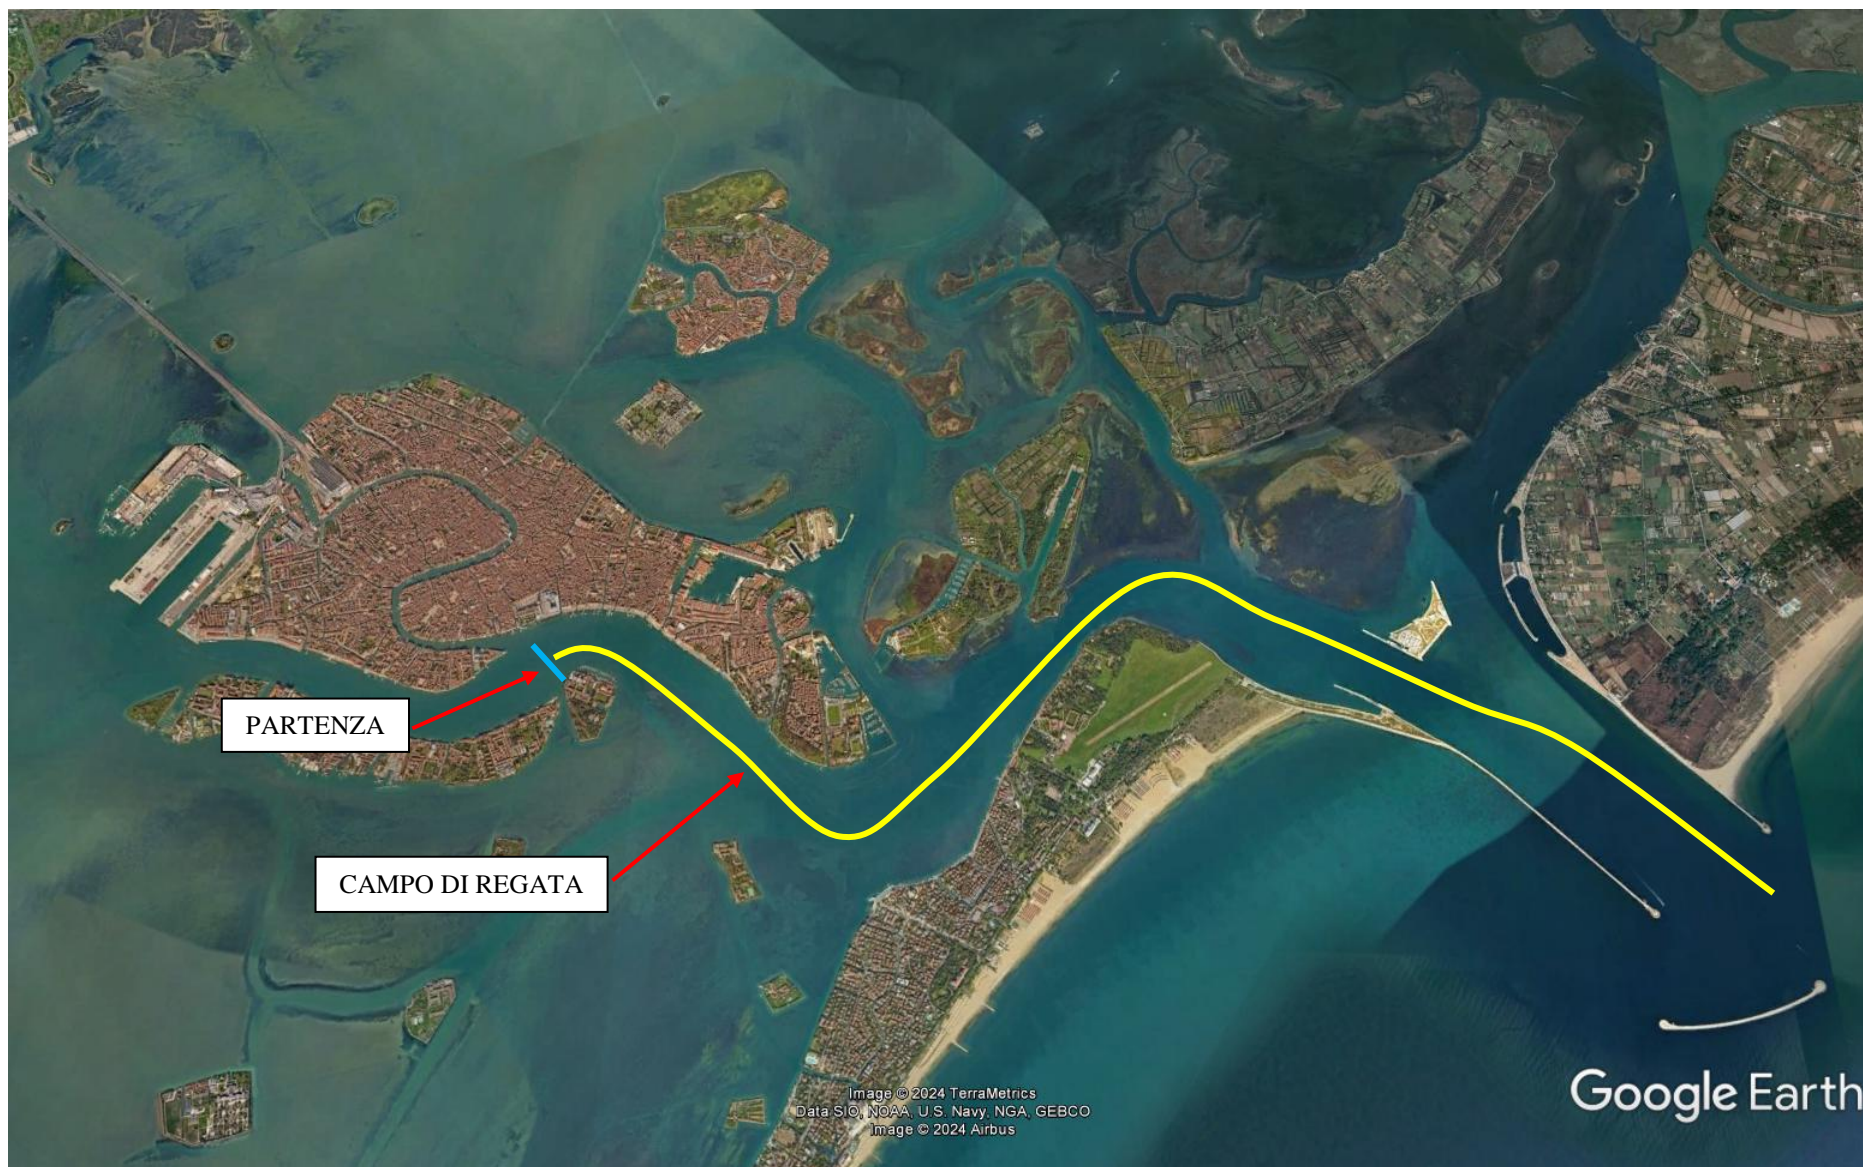 PARTENZA
CAMPO DI REGATA
Image © 2024 TerraMetrics
Data SIO, NOAA, U.S. Navy, NGA, GEBCO
Image © 2024 Airbus
Google Earth